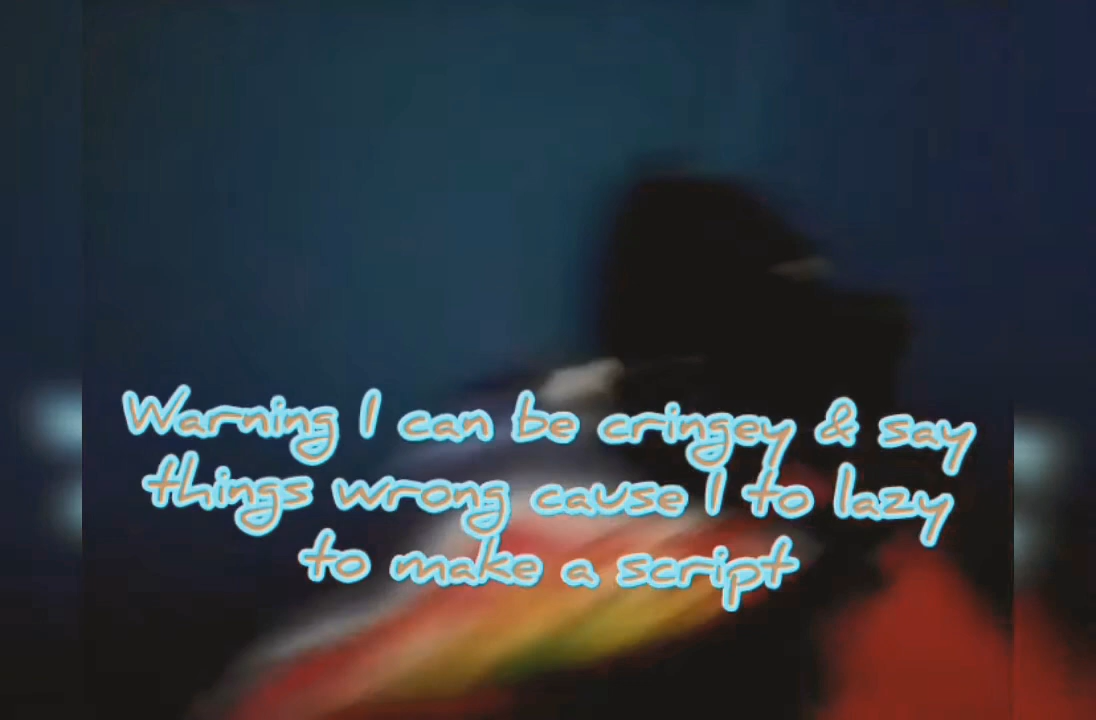 Warning I can be cringey & say
things wrong cause I to lazy
to make a script